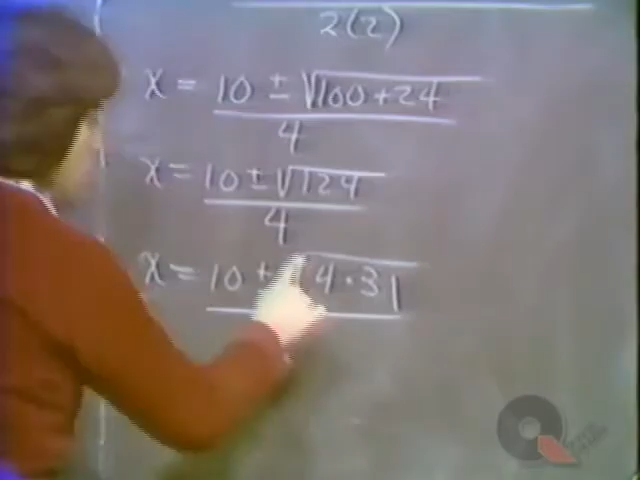 2(2)
x = 10 ± √100+24
4
x = 10 ± √124
4
x = 10 ± √4·31